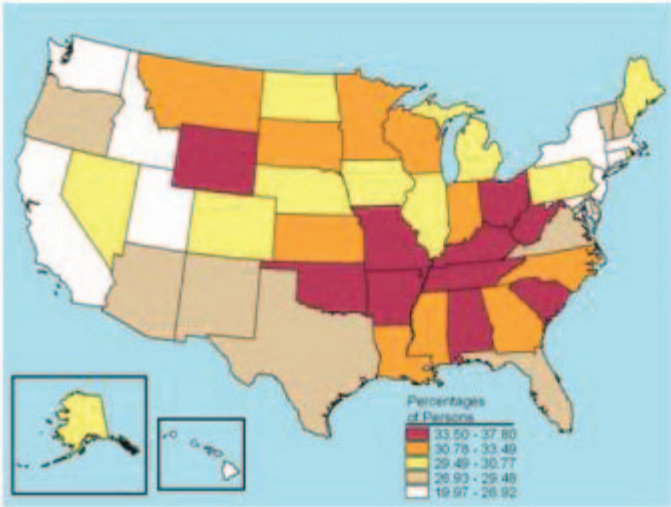 Percentages
of Persons
33.50 - 37.80
30.78 - 33.49
29.49 - 30.77
26.93 - 29.48
19.97 - 26.92